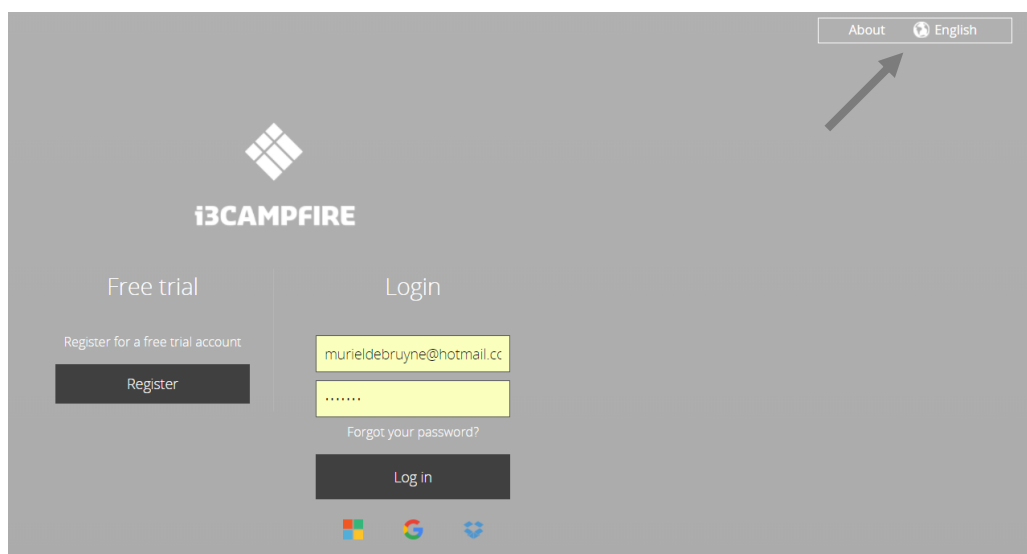 About English
i3CAMPFIRE
Free trial
Register for a free trial account
Register
Login
murieldebruyne@hotmail.cc
.......
Forgot your password?
Log in